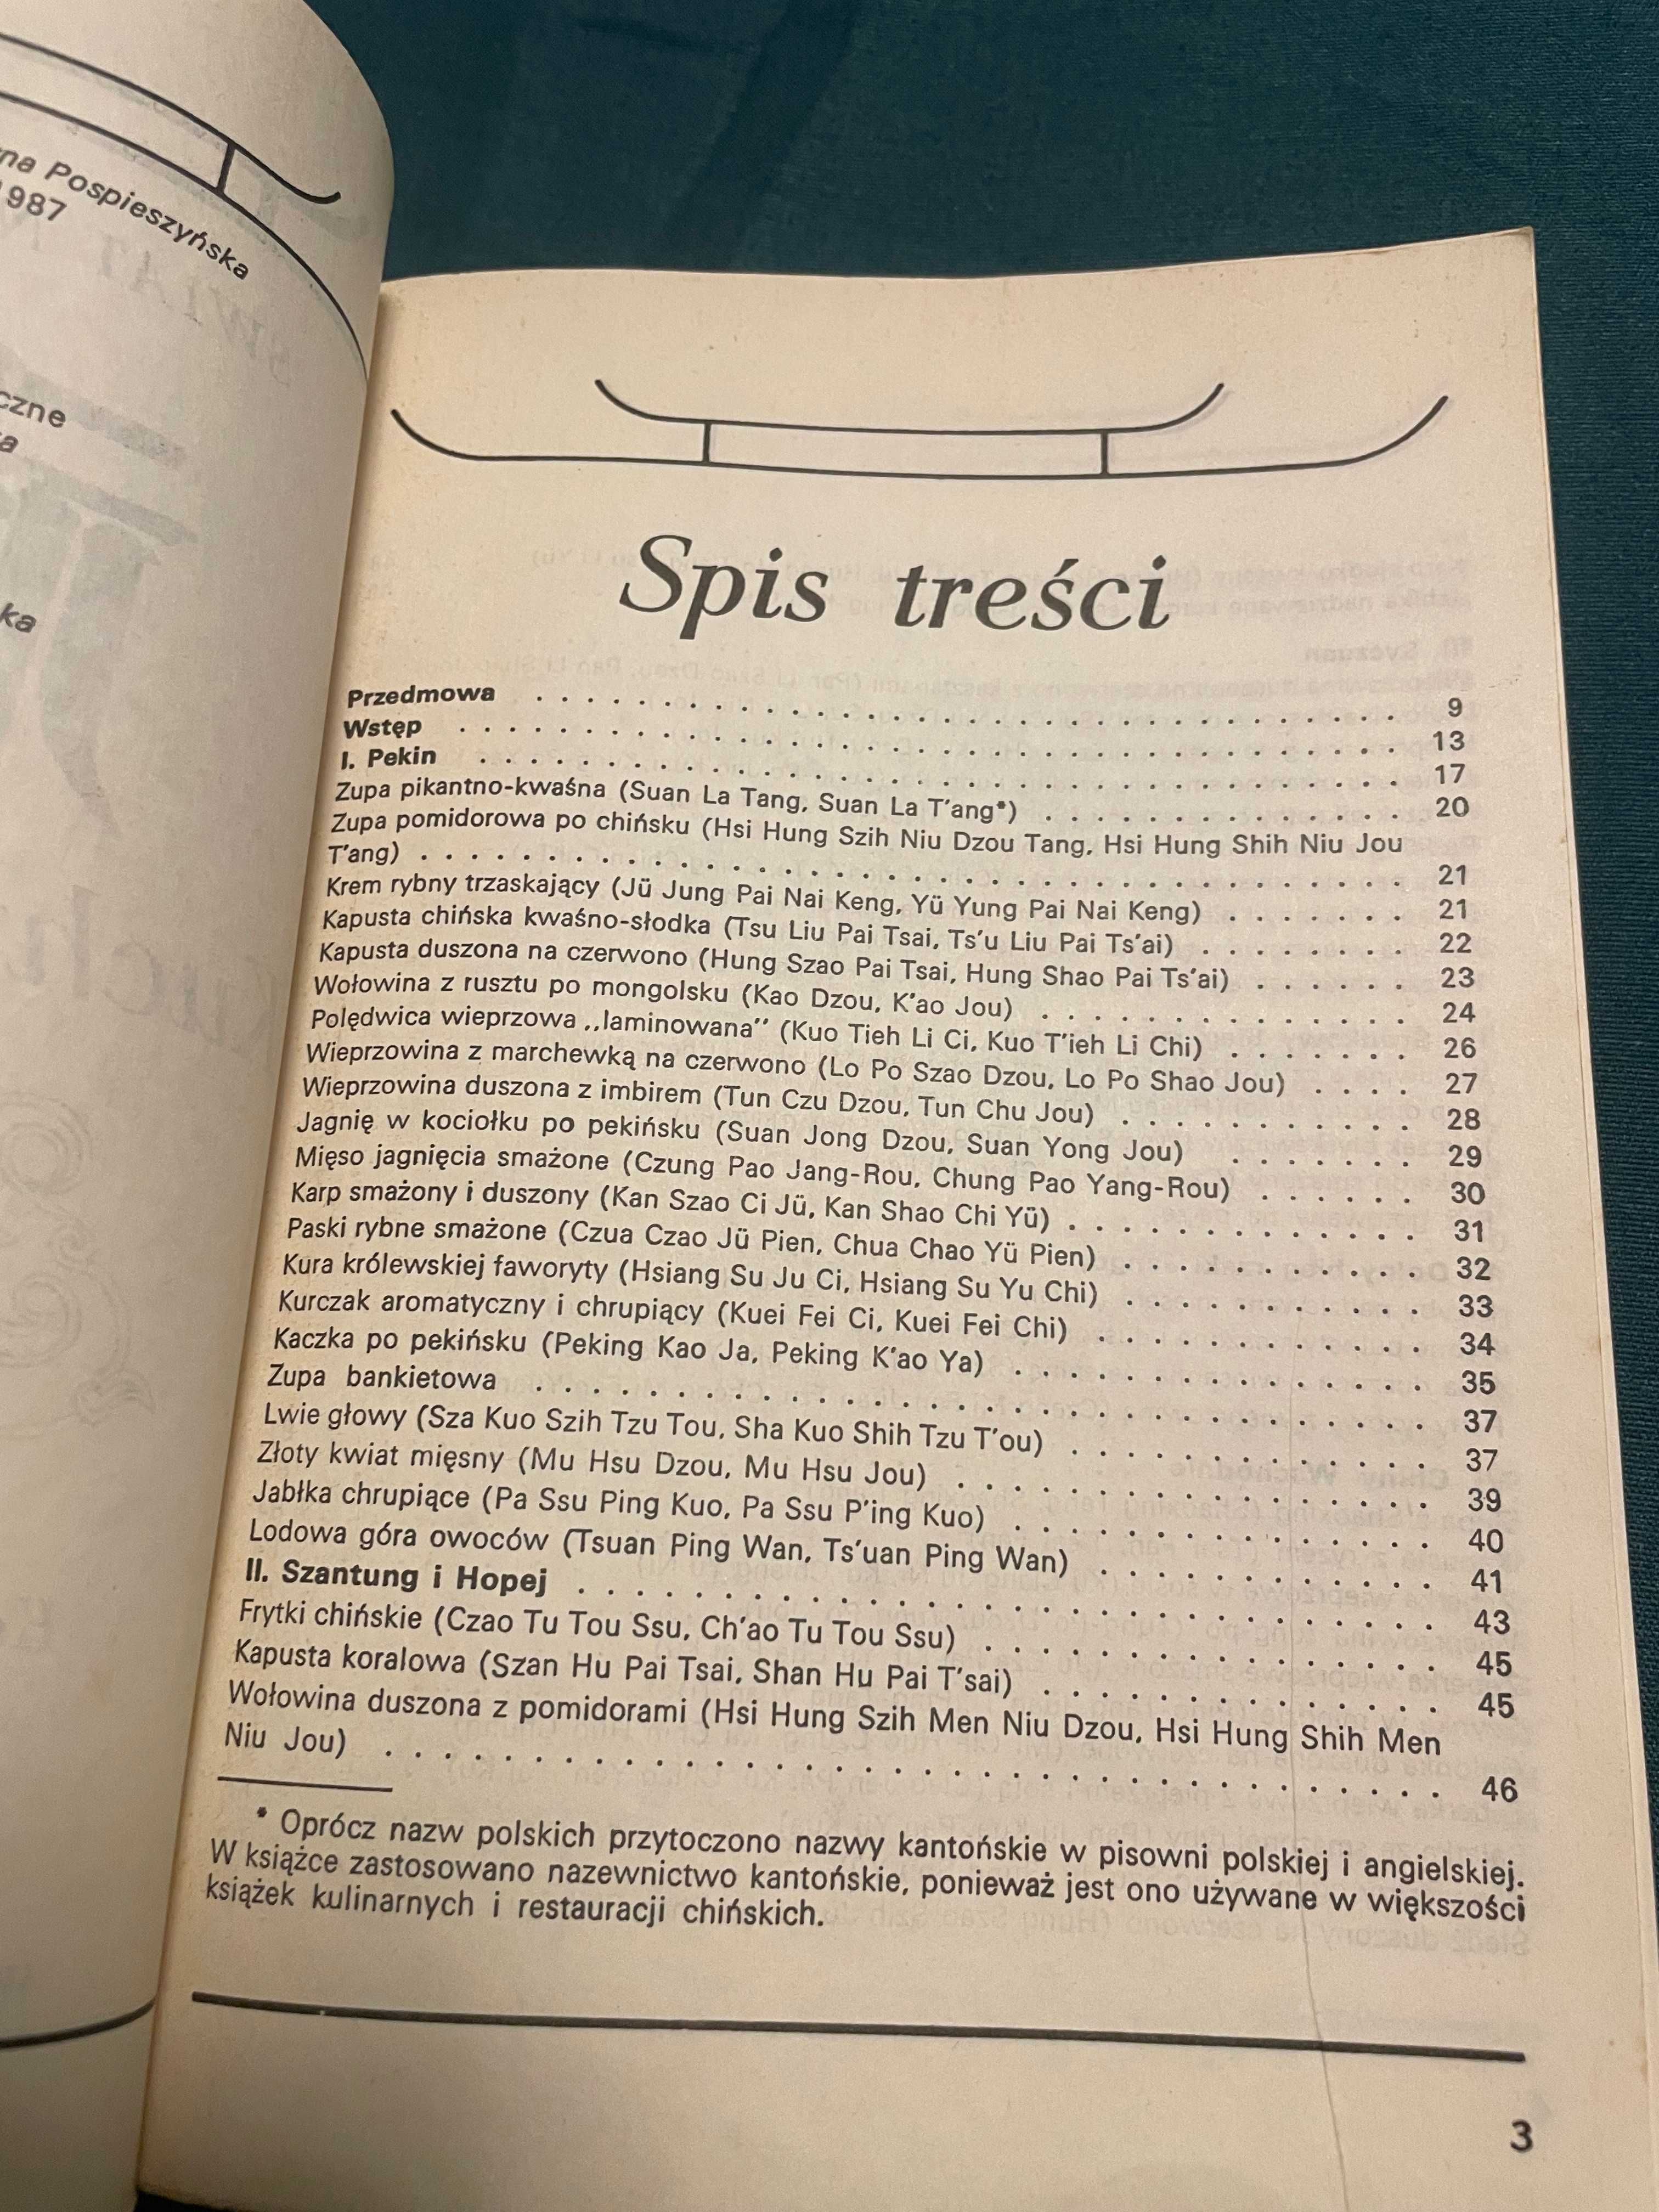 na Pospieszyńska
1987
czne
ka
Spis treści
Przedmowa . . . . . . . . . . . . . . . . . . . . . . . . . . . . . . 9
Wstęp . . . . . . . . . . . . . . . . . . . . . . . . . . . . . . . . 13
I. Pekin . . . . . . . . . . . . . . . . . . . . . . . . . . . . . . . 17
Zupa pikantno-kwaśna (Suan La Tang, Suan La T'ang*) . . . . . . . . . . . . . . 20
Zupa pomidorowa po chińsku (Hsi Hung Szih Niu Dzou Tang, Hsi Hung Shih Niu Jou
T'ang) . . . . . . . . . . . . . . . . . . . . . . . . . . . . . . . 21
Krem rybny trzaskający (Jü Jung Pai Nai Keng, Yü Yung Pai Nai Keng) . . . . . . . 21
Kapusta chińska kwaśno-słodka (Tsu Liu Pai Tsai, Ts'u Liu Pai Ts'ai) . . . . . . . . 22
Kapusta duszona na czerwono (Hung Szao Pai Tsai, Hung Shao Pai Ts'ai) . . . . . . 23
Wołowina z rusztu po mongolsku (Kao Dzou, K'ao Jou) . . . . . . . . . . . . . . 24
Polędwica wieprzowa ,,laminowana'' (Kuo Tieh Li Ci, Kuo T'ieh Li Chi) . . . . . . . 26
Wieprzowina z marchewką na czerwono (Lo Po Szao Dzou, Lo Po Shao Jou) . . . . 27
Wieprzowina duszona z imbirem (Tun Czu Dzou, Tun Chu Jou) . . . . . . . . . . . 28
Jagnię w kociołku po pekińsku (Suan Jong Dzou, Suan Yong Jou) . . . . . . . 29
Mięso jagnięcia smażone (Czung Pao Jang-Rou, Chung Pao Yang-Rou) . . . . . . 30
Karp smażony i duszony (Kan Szao Ci Jü, Kan Shao Chi Yü) . . . . . . . . . . . . . 31
Paski rybne smażone (Czua Czao Jü Pien, Chua Chao Yü Pien) . . . . . . . . . . . 32
Kura królewskiej faworyty (Hsiang Su Ju Ci, Hsiang Su Yu Chi) . . . . . . . . . . . 33
Kurczak aromatyczny i chrupiący (Kuei Fei Ci, Kuei Fei Chi) . . . . . . . . . . . . 34
Kaczka po pekińsku (Peking Kao Ja, Peking K'ao Ya) . . . . . . . . . . . . . . . 35
Zupa bankietowa . . . . . . . . . . . . . . . . . . . . . . . . . . . . 37
Lwie głowy (Sza Kuo Szih Tzu Tou, Sha Kuo Shih Tzu T'ou) . . . . . . . . . . . . . 37
Złoty kwiat mięsny (Mu Hsu Dzou, Mu Hsu Jou) . . . . . . . . . . . . . . . . . 39
Jabłka chrupiące (Pa Ssu Ping Kuo, Pa Ssu P'ing Kuo) . . . . . . . . . . . . . . . 40
Lodowa góra owoców (Tsuan Ping Wan, Ts'uan Ping Wan) . . . . . . . . . . . . 41
II. Szantung i Hopej . . . . . . . . . . . . . . . . . . . . . . . . . . . 43
Frytki chińskie (Czao Tu Tou Ssu, Ch'ao Tu Tou Ssu) . . . . . . . . . . . . . . . . 45
Kapusta koralowa (Szan Hu Pai Tsai, Shan Hu Pai T'sai) . . . . . . . . . . . . . . 45
Wołowina duszona z pomidorami (Hsi Hung Szih Men Niu Dzou, Hsi Hung Shih Men
Niu Jou) . . . . . . . . . . . . . . . . . . . . . . . . . . . . . . . . 46
* Oprócz nazw polskich przytoczono nazwy kantońskie w pisowni polskiej i angielskiej.
W książce zastosowano nazewnictwo kantońskie, ponieważ jest ono używane w większości
książek kulinarnych i restauracji chińskich.
3